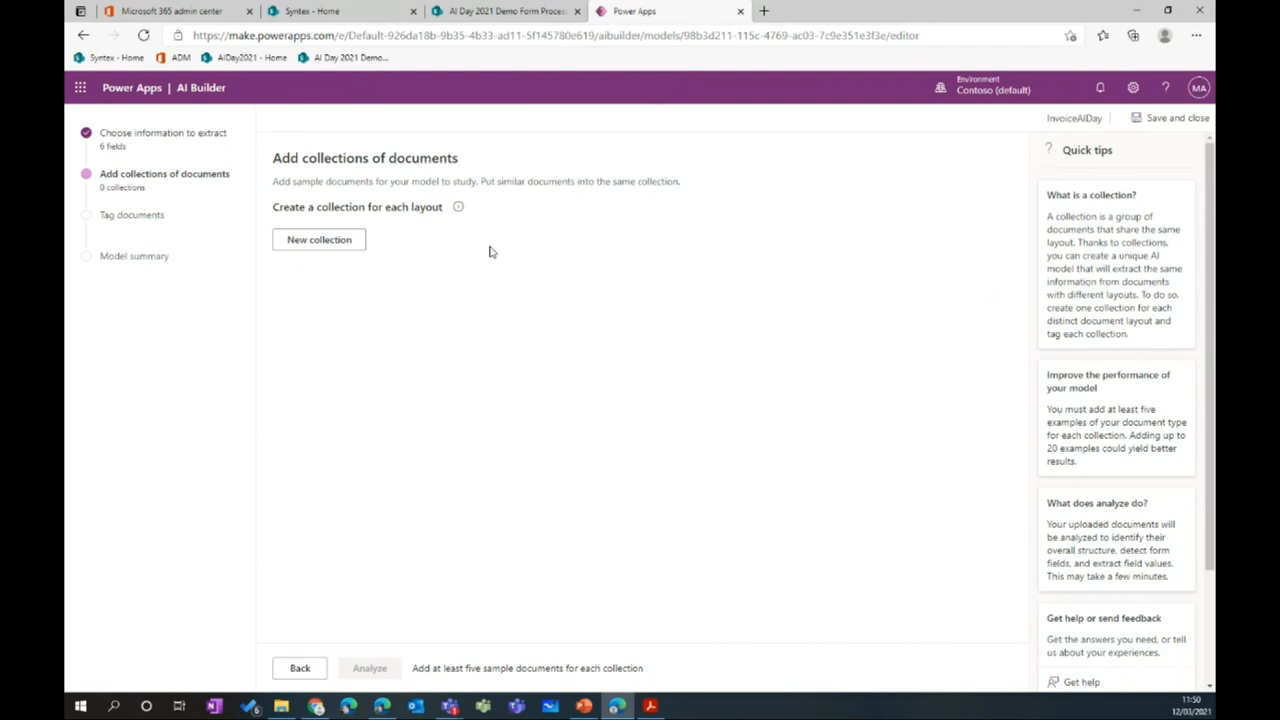 Microsoft 365 admin center
Syntex - Home
AI Day 2021 Demo Form Process
Power Apps
https://make.powerapps.com/e/Default-926da18b-9b35-4b33-ad11-5f145780e619/aibuilder/models/98b3d211-115c-4769-ac03-7c9e351e3f3e/editor
Syntex - Home
ADM
AIDay2021 - Home
AI Day 2021 Demo...
Power Apps | AI Builder
Environment
Contoso (default)
?
MA
InvoiceAIDay
Save and close
Choose information to extract
6 fields
Add collections of documents
0 collections
Tag documents
Model summary
Add collections of documents
Add sample documents for your model to study. Put similar documents into the same collection.
Create a collection for each layout
New collection
? Quick tips
What is a collection?
A collection is a group of
documents that share the same
layout. Thanks to collections,
you can create a unique AI
model that will extract the same
information from documents
with different layouts. To do so,
create one collection for each
distinct document layout and
tag each collection.
Improve the performance of
your model
You must add at least five
examples of your document type
for each collection. Adding up to
20 examples could yield better
results.
What does analyze do?
Your uploaded documents will
be analyzed to identify their
overall structure, detect form
fields, and extract field values.
This may take a few minutes.
Get help or send feedback
Get the answers you need, or tell
us about your experiences.
Get help
Back
Analyze
Add at least five sample documents for each collection
11:50
12/03/2021